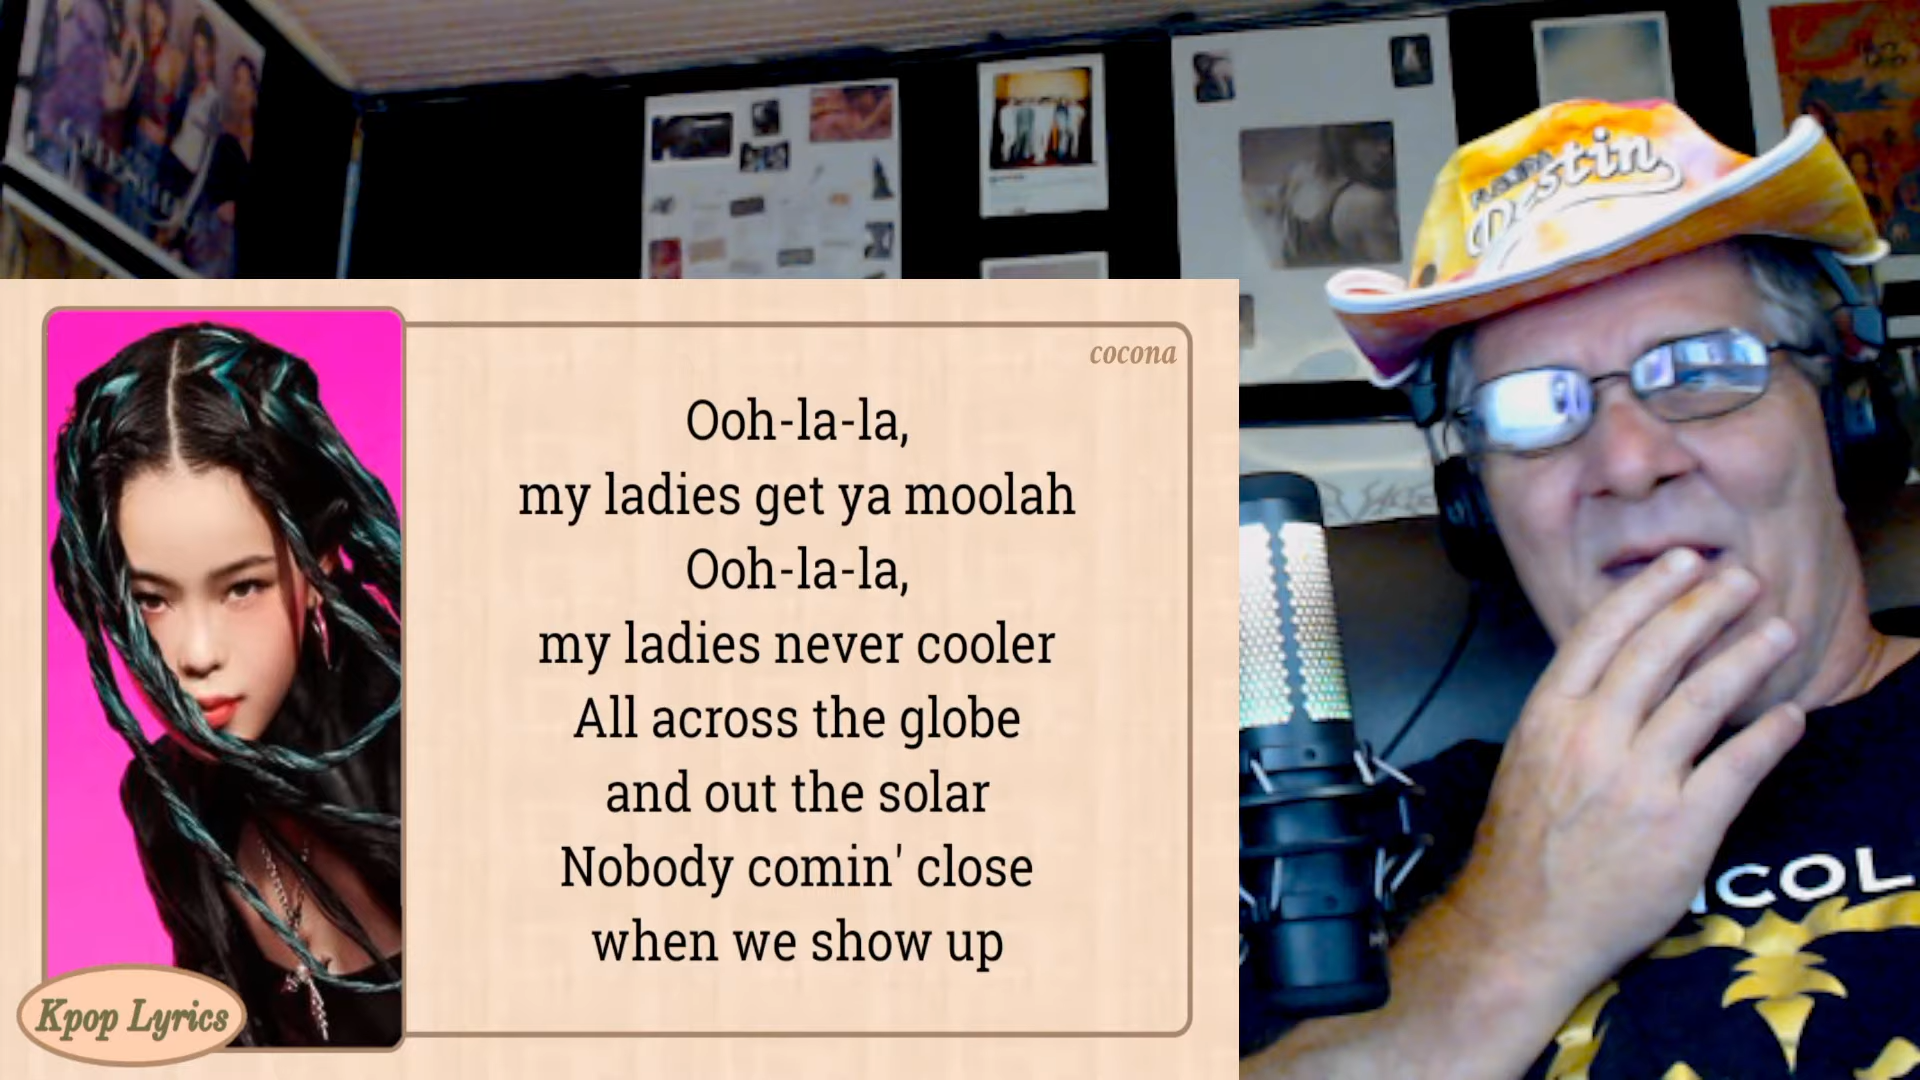 Destin
cocona
Ooh-la-la,
my ladies get ya moolah
Ooh-la-la,
my ladies never cooler
All across the globe
and out the solar
Nobody comin' close
when we show up
Kpop Lyrics
ICOL